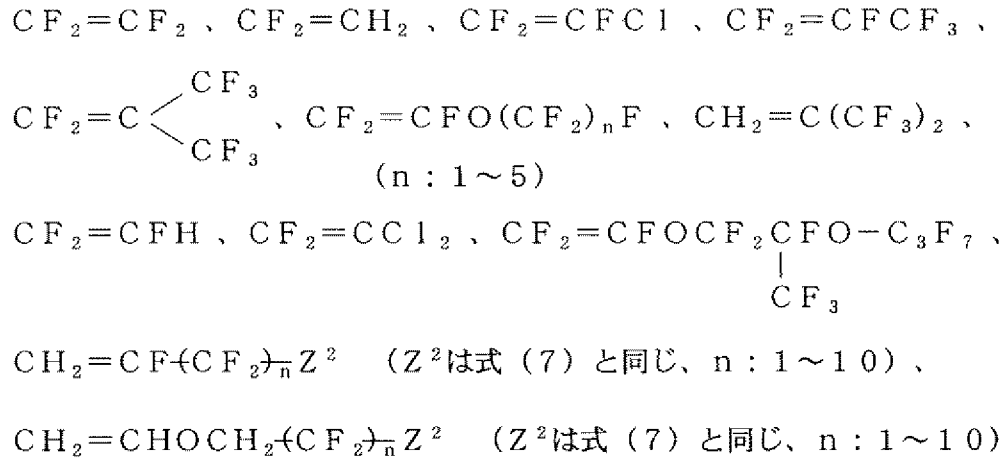 CF₂=CF₂、CF₂=CH₂、CF₂=CFCl、CF₂=CFCF₃、
CF₃
CF₂=C、CF₂=CFO(CF₂)ₙF、CH₂=C(CF₃)₂、
CF₃
(n：1～5)
CF₂=CFH、CF₂=CCl₂、CF₂=CFOCF₂CFO−C₃F₇、
CF₃
CH₂=CF(CF₂)ₙZ² (Z²は式(7)と同じ、n：1～10)、
CH₂=CHOCH₂(CF₂)ₙZ² (Z²は式(7)と同じ、n：1～10)